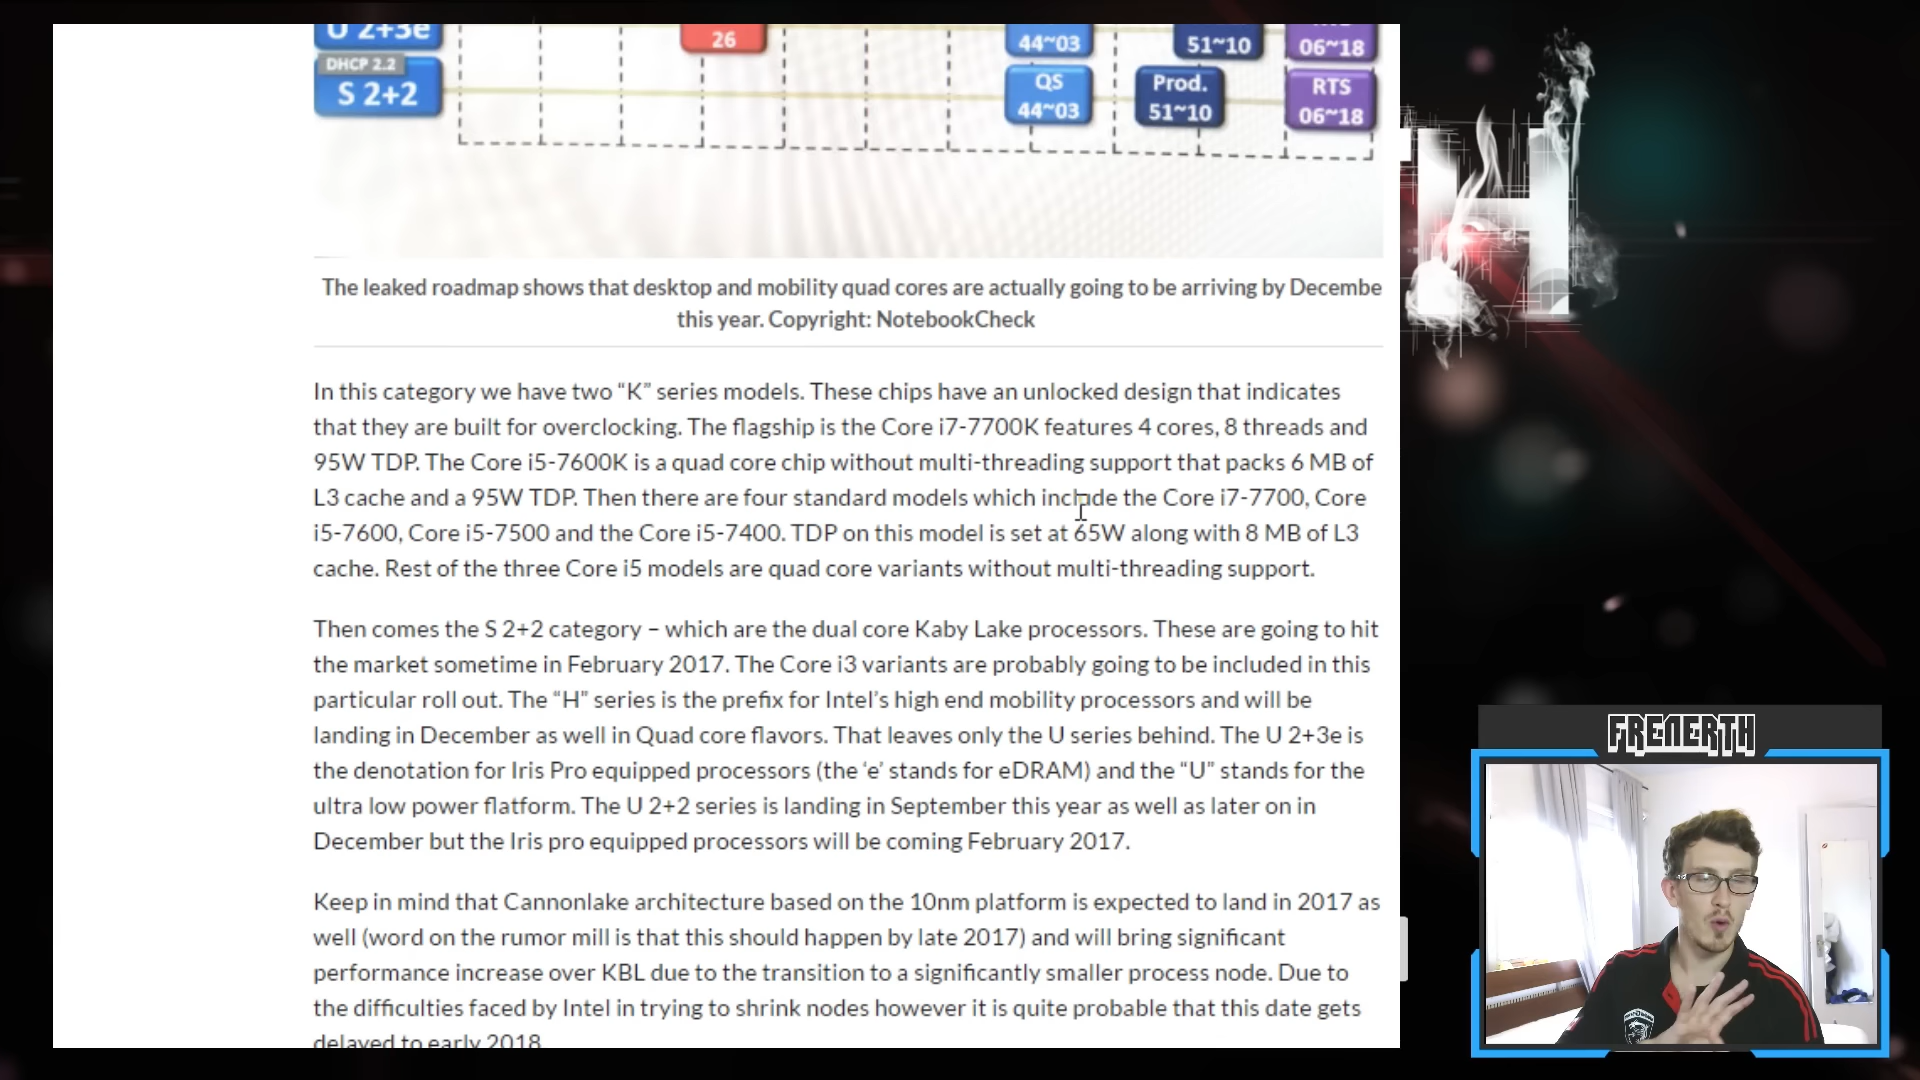 U 2+3e
26
44~03
51~10
06~18
DHCP 2.2
S 2+2
QS
44~03
Prod.
51~10
RTS
06~18
The leaked roadmap shows that desktop and mobility quad cores are actually going to be arriving by Decembe
this year. Copyright: NotebookCheck
In this category we have two “K” series models. These chips have an unlocked design that indicates
that they are built for overclocking. The flagship is the Core i7-7700K features 4 cores, 8 threads and
95W TDP. The Core i5-7600K is a quad core chip without multi-threading support that packs 6 MB of
L3 cache and a 95W TDP. Then there are four standard models which include the Core i7-7700, Core
i5-7600, Core i5-7500 and the Core i5-7400. TDP on this model is set at 65W along with 8 MB of L3
cache. Rest of the three Core i5 models are quad core variants without multi-threading support.
Then comes the S 2+2 category – which are the dual core Kaby Lake processors. These are going to hit
the market sometime in February 2017. The Core i3 variants are probably going to be included in this
particular roll out. The “H” series is the prefix for Intel’s high end mobility processors and will be
landing in December as well in Quad core flavors. That leaves only the U series behind. The U 2+3e is
the denotation for Iris Pro equipped processors (the ‘e’ stands for eDRAM) and the “U” stands for the
ultra low power flatform. The U 2+2 series is landing in September this year as well as later on in
December but the Iris pro equipped processors will be coming February 2017.
Keep in mind that Cannonlake architecture based on the 10nm platform is expected to land in 2017 as
well (word on the rumor mill is that this should happen by late 2017) and will bring significant
performance increase over KBL due to the transition to a significantly smaller process node. Due to
the difficulties faced by Intel in trying to shrink nodes however it is quite probable that this date gets
delayed to early 2018
H
FRENERTH